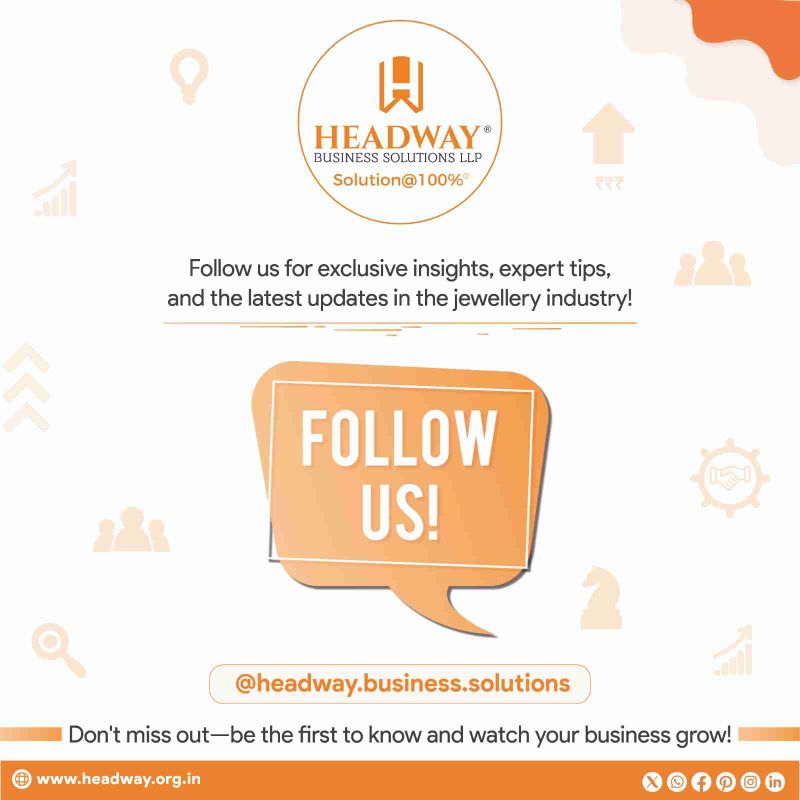 HEADWAY®
BUSINESS SOLUTIONS LLP
Solution@100%®
Follow us for exclusive insights, expert tips,
and the latest updates in the jewellery industry!
FOLLOW
US!
@headway.business.solutions
Don't miss out—be the first to know and watch your business grow!
www.headway.org.in
₹₹₹